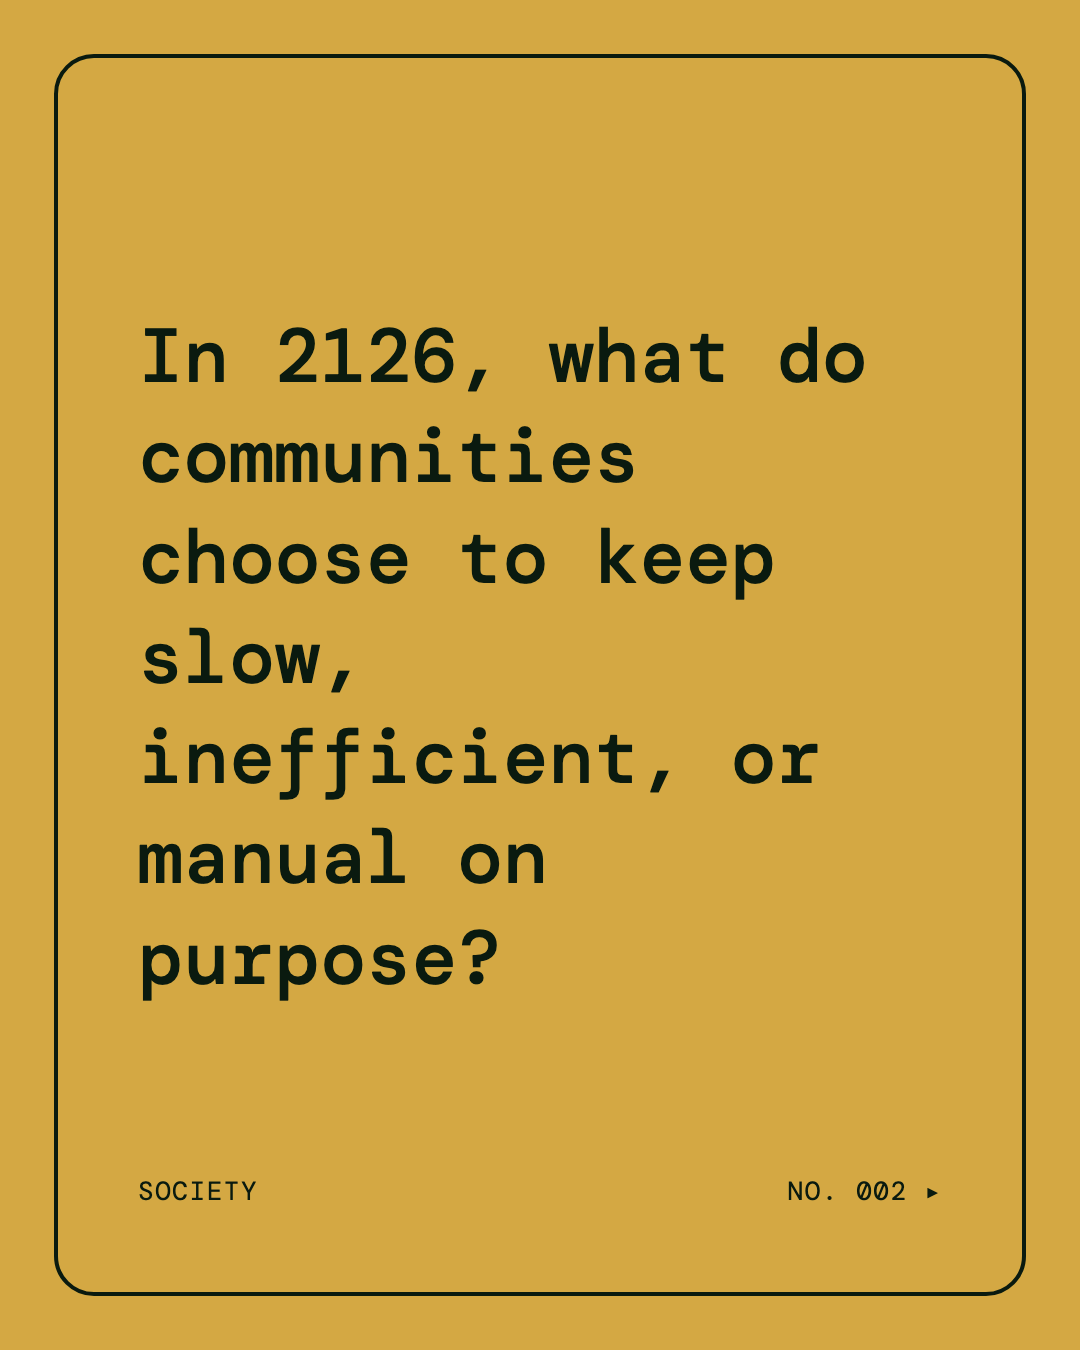 In 2126, what do
communities
choose to keep
slow,
inefficient, or
manual on
purpose?
SOCIETY
NO. 002 ▸